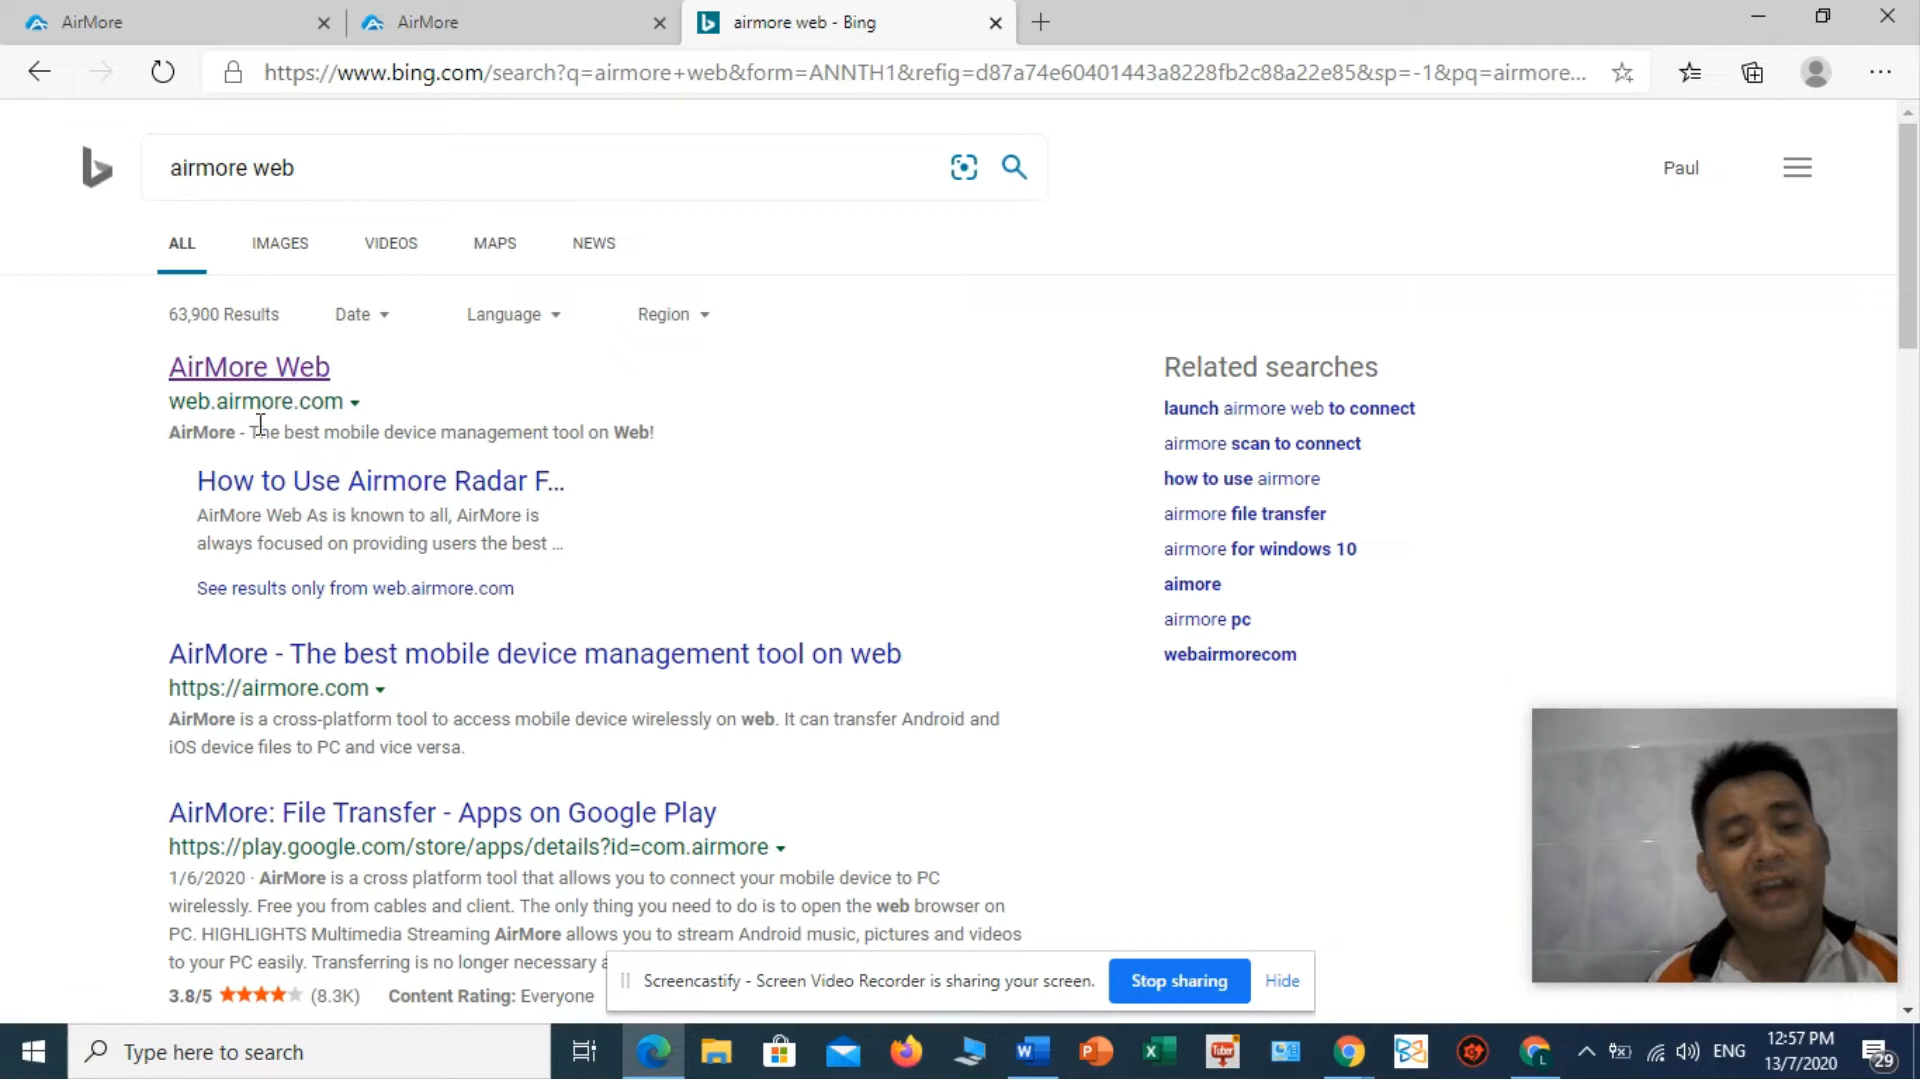 AirMore
AirMore
airmore web - Bing
https://www.bing.com/search?q=airmore+web&form=ANNTH1&refig=d87a74e60401443a8228fb2c88a22e85&sp=-1&pq=airmore...
airmore web
Paul
ALL IMAGES VIDEOS MAPS NEWS
63,900 Results Date Language Region
AirMore Web
web.airmore.com
AirMore - The best mobile device management tool on Web!
How to Use Airmore Radar F...
AirMore Web As is known to all, AirMore is
always focused on providing users the best ...
See results only from web.airmore.com
AirMore - The best mobile device management tool on web
https://airmore.com
AirMore is a cross-platform tool to access mobile device wirelessly on web. It can transfer Android and
iOS device files to PC and vice versa.
AirMore: File Transfer - Apps on Google Play
https://play.google.com/store/apps/details?id=com.airmore
1/6/2020 · AirMore is a cross platform tool that allows you to connect your mobile device to PC
wirelessly. Free you from cables and client. The only thing you need to do is to open the web browser on
PC. HIGHLIGHTS Multimedia Streaming AirMore allows you to stream Android music, pictures and videos
to your PC easily. Transferring is no longer necessary a
3.8/5 (8.3K) Content Rating: Everyone
Related searches
launch airmore web to connect
airmore scan to connect
how to use airmore
airmore file transfer
airmore for windows 10
aimore
airmore pc
webairmorecom
Screencastify - Screen Video Recorder is sharing your screen. Stop sharing Hide
Type here to search
Tuber
L
ENG
12:57 PM
13/7/2020
29